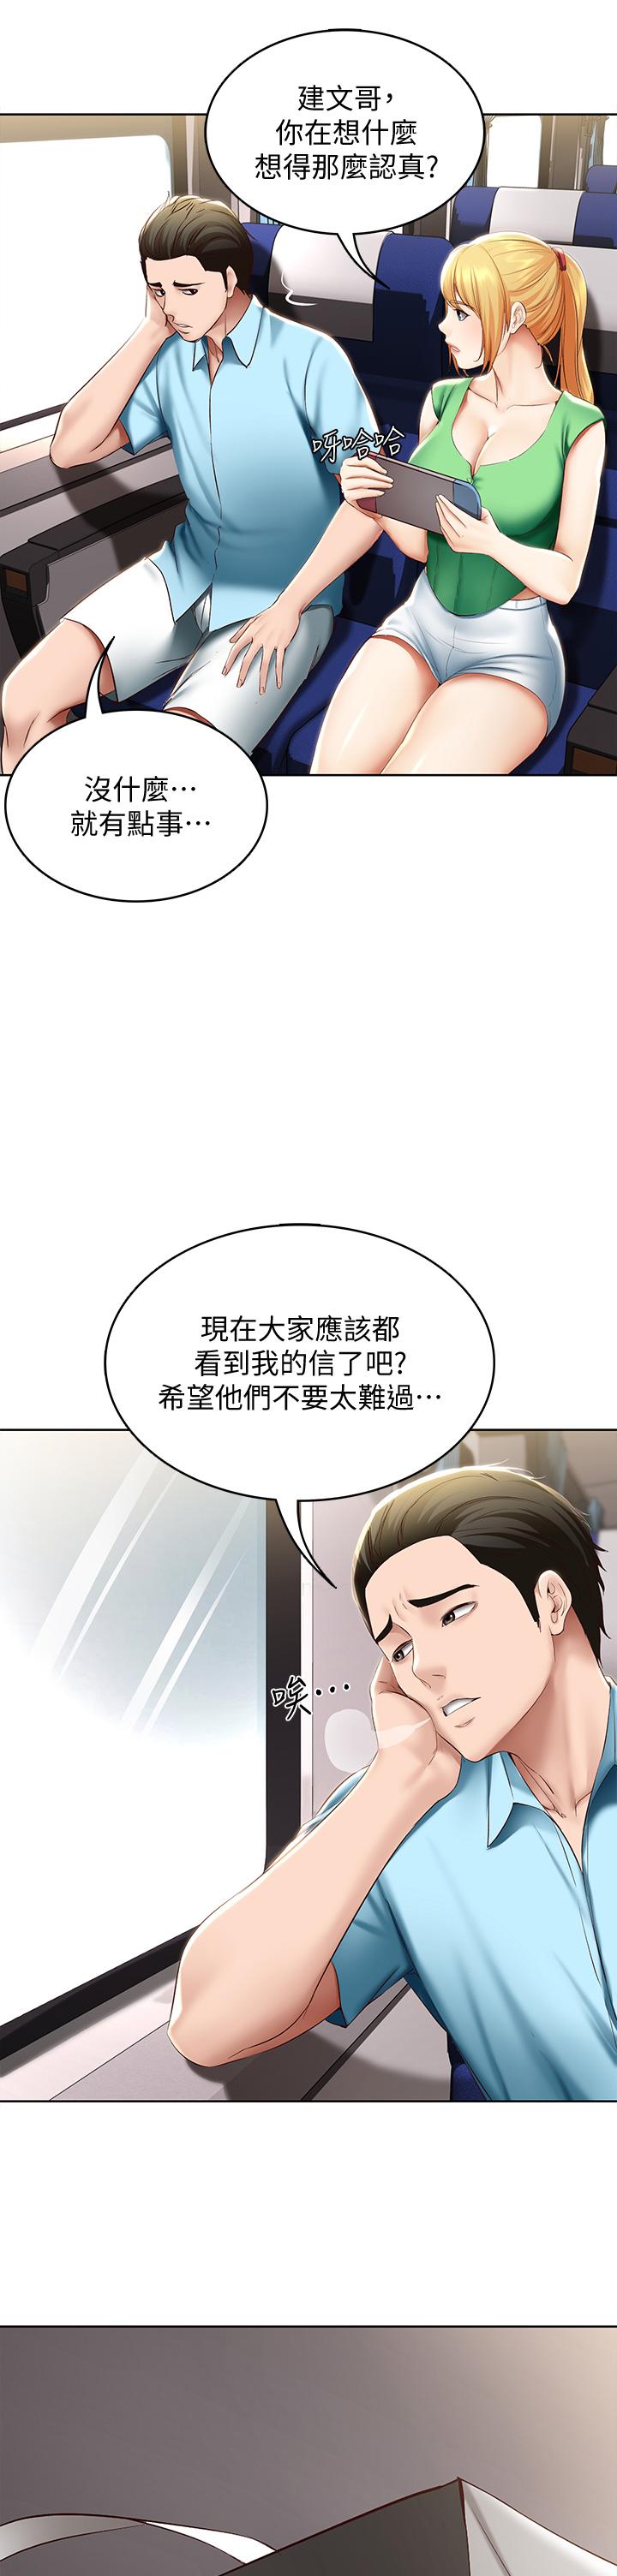 建文哥，
你在想什麼
想得那麼認真？
呀哈哈
沒什麼⋯
就有點事⋯
現在大家應該都
看到我的信了吧？
希望他們不要太難過⋯
唉⋯